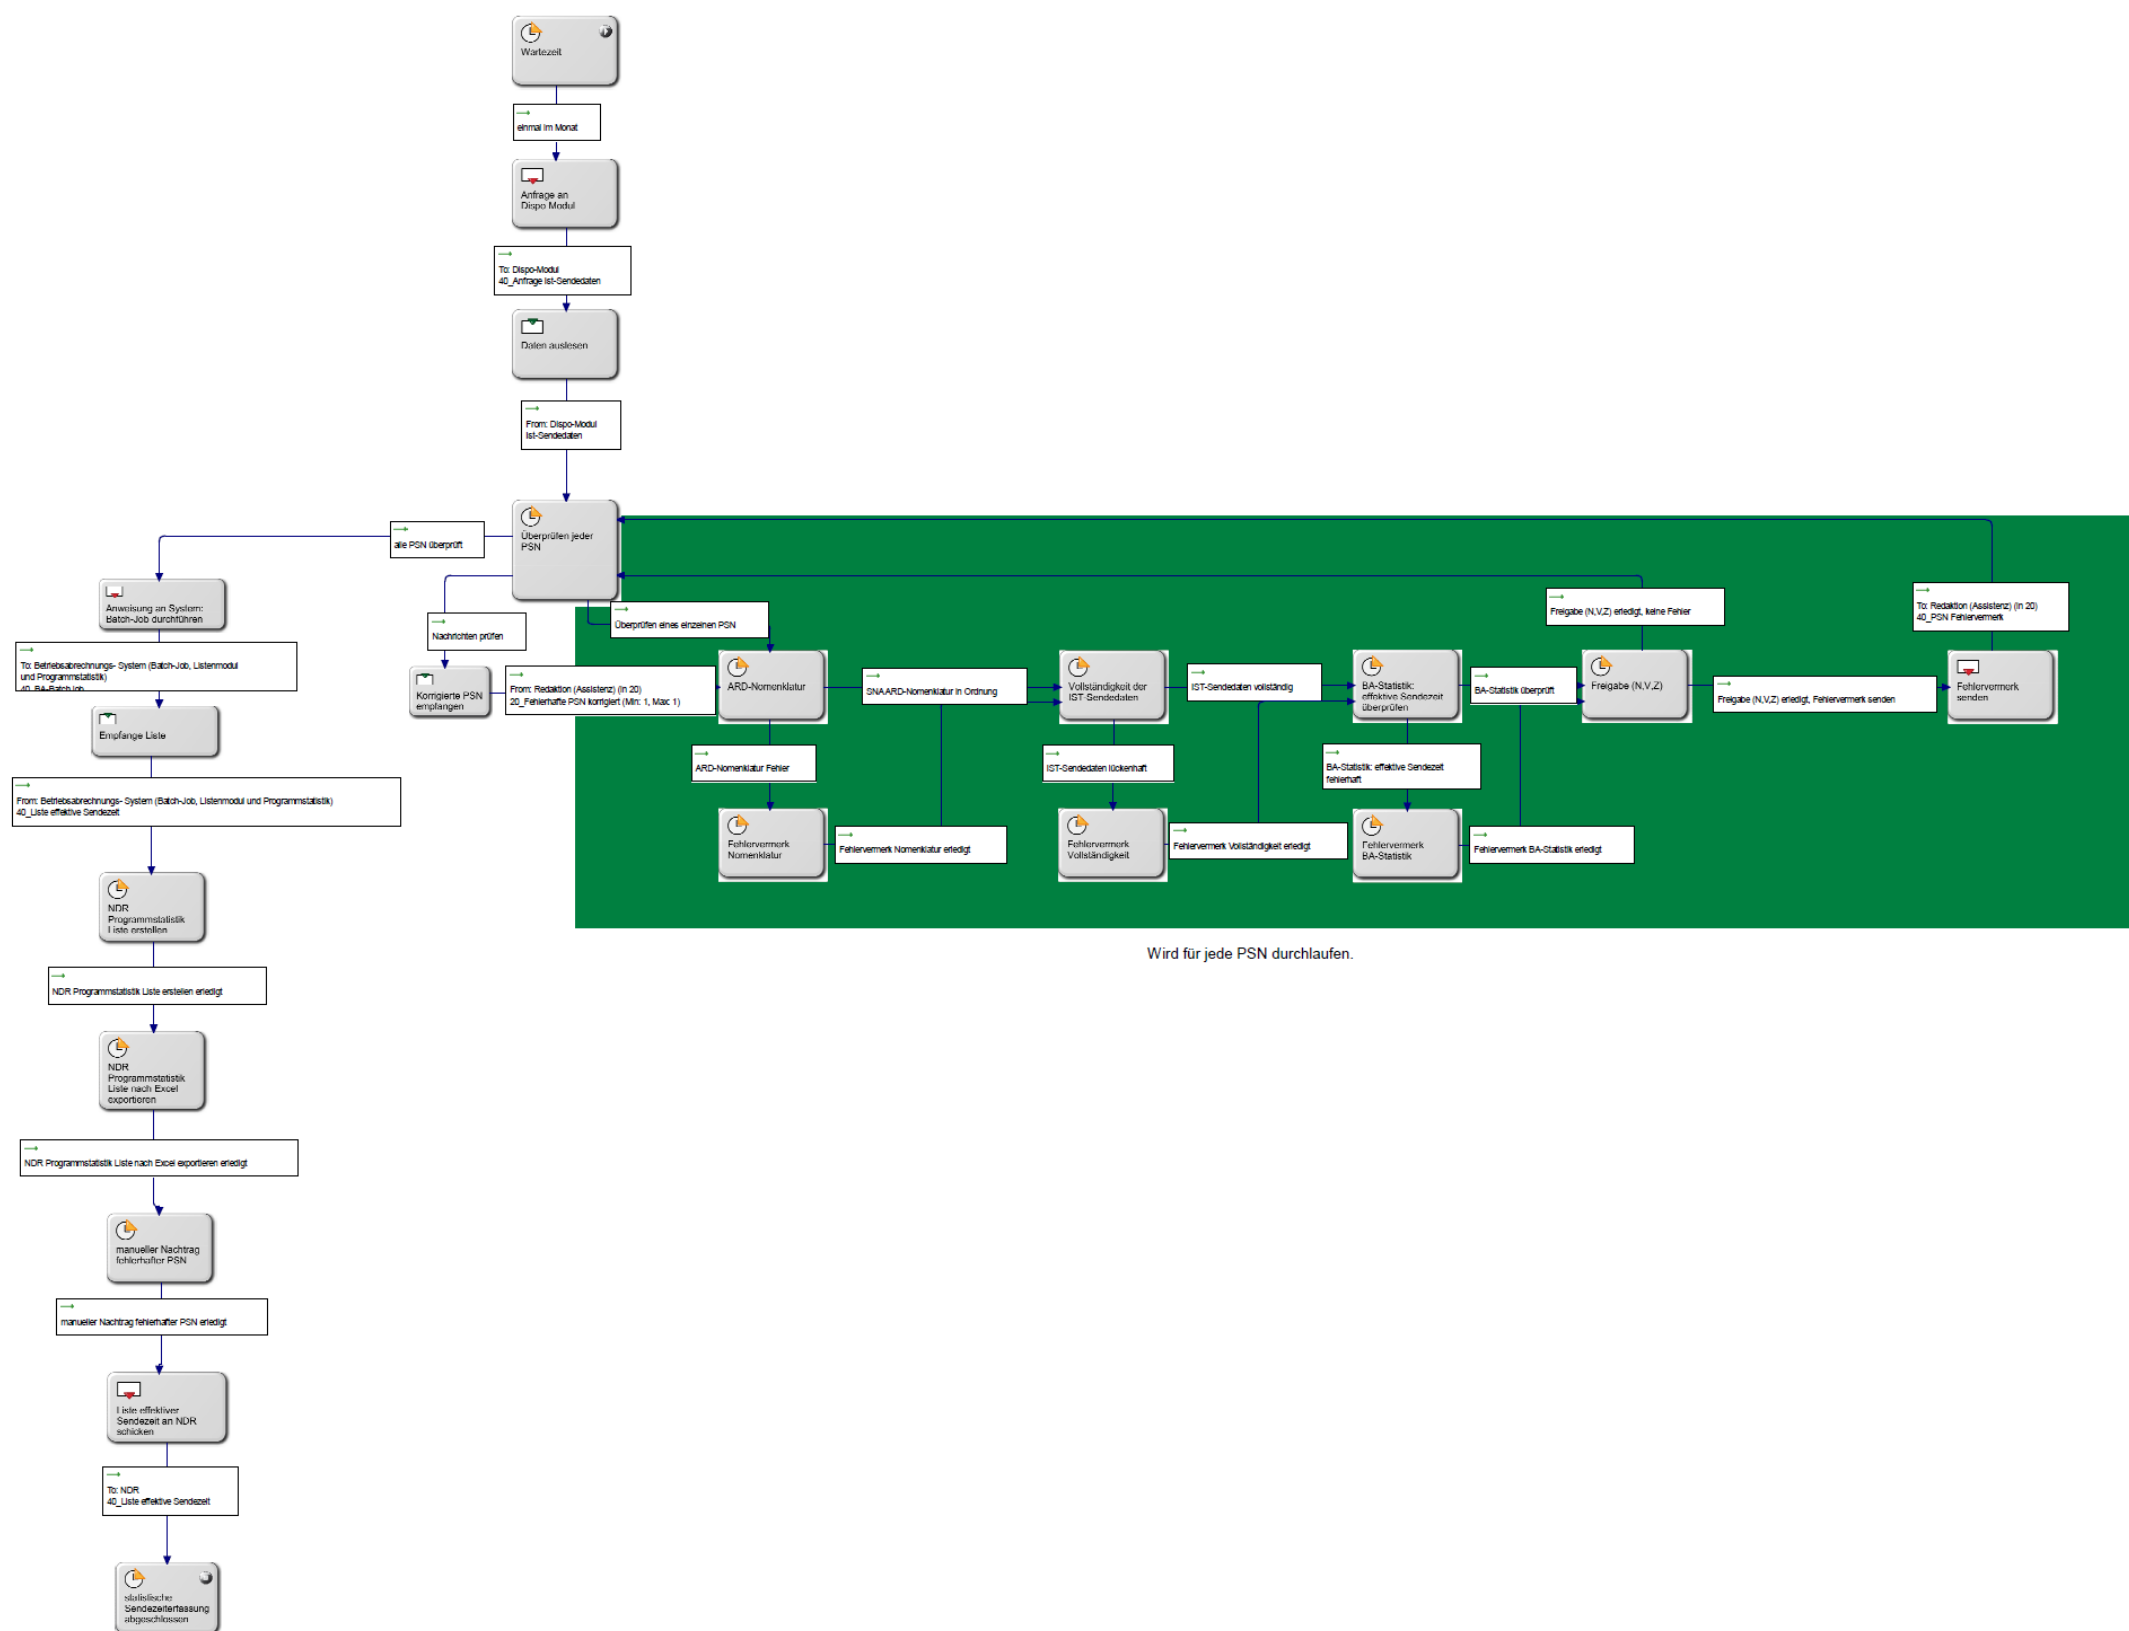 Wartezeit
einmal im Monat
Anfrage an
Dispo Modul
To: Dispo-Modul
40_Anfrage Ist-Sendedaten
Daten auslesen
From: Dispo-Modul
Ist-Sendedaten
Überprüfen jeder
PSN
alle PSN überprüft
Nachrichten prüfen
Überprüfen eines einzelnen PSN
Freigabe (N,V,Z) erledigt, keine Fehler
To: Redaktion (Assistenz) (in 20)
40_PSN Fehlervermerk
Anweisung an System:
Batch-Job durchführen
To: Betriebsabrechnungs- System (Batch-Job, Listenmodul
und Programmstatistik)
40_BA-Batch job
Korrigierte PSN
empfangen
From: Redaktion (Assistenz) (in 20)
20_Fehlerhafte PSN korrigiert (Min: 1, Max: 1)
ARD-Nomenklatur
SNAARD-Nomenklatur in Ordnung
Vollständigkeit der
IST-Sendedaten
IST-Sendedaten vollständig
BA-Statistik:
effektive Sendezeit
überprüfen
BA-Statistik überprüft
Freigabe (N,V,Z)
Freigabe (N,V,Z) erledigt, Fehlervermerk senden
Fehlervermerk
senden
Empfange Liste
ARD-Nomenklatur Fehler
IST-Sendedaten lückenhaft
BA-Statistik: effektive Sendezeit
fehlerhaft
From: Betriebsabrechnungs- System (Batch-Job, Listenmodul und Programmstatistik)
40_Liste effektive Sendezeit
Fehlervermerk
Nomenklatur
Fehlervermerk Nomenklatur erledigt
Fehlervermerk
Vollständigkeit
Fehlervermerk Vollständigkeit erledigt
Fehlervermerk
BA-Statistik
Fehlervermerk BA-Statistik erledigt
NDR
Programmstatistik
Liste erstellen
Wird für jede PSN durchlaufen.
NDR Programmstatistik Liste erstellen erledigt
NDR
Programmstatistik
Liste nach Excel
exportieren
NDR Programmstatistik Liste nach Excel exportieren erledigt
manueller Nachtrag
fehlerhafter PSN
manueller Nachtrag fehlerhafter PSN erledigt
Liste effektiver
Sendezeit an NDR
schicken
To: NDR
40_Liste effektive Sendezeit
statistische
Sendezeiterfassung
abgeschlossen